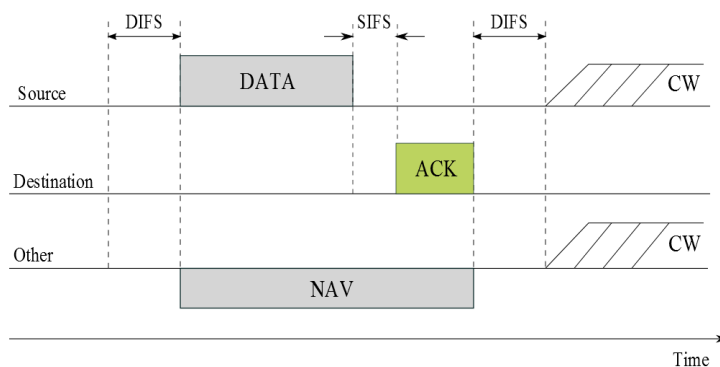 DIFS
SIFS
DIFS
DATA
CW
Source
ACK
Destination
CW
Other
NAV
Time